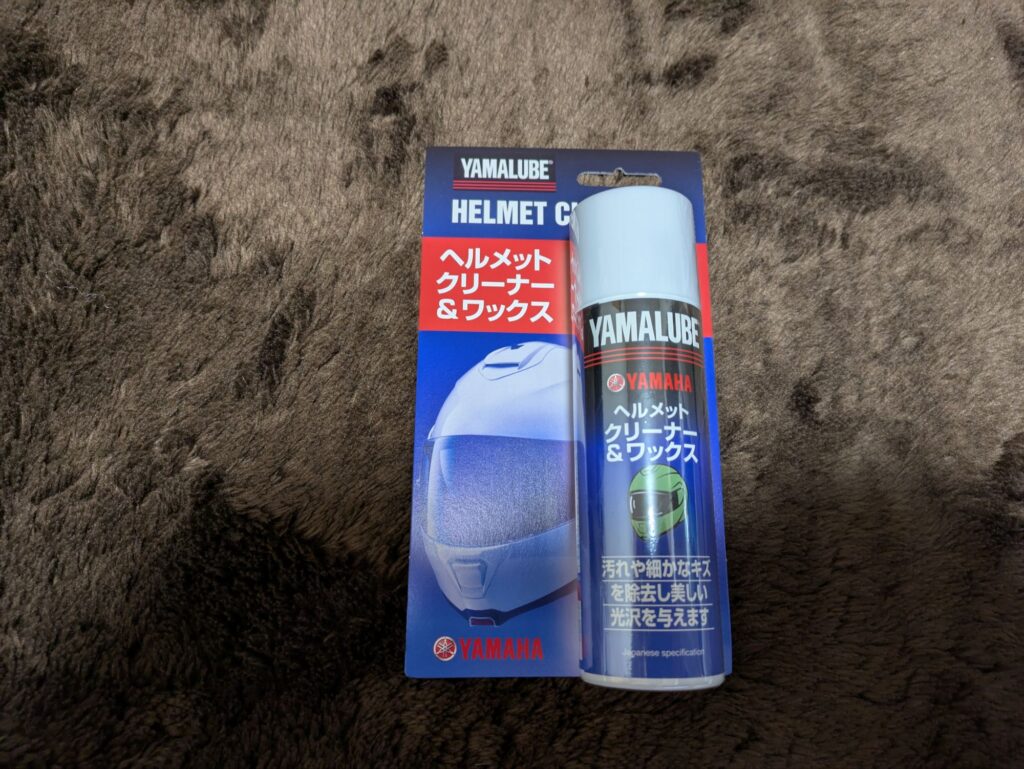 YAMALUBE®
HELMET
ヘルメット
クリーナー
&ワックス
YAMAHA
YAMALUBE
YAMAHA
ヘルメット
クリーナー
&ワックス
汚れや細かなキズ
を除去し美しい
光沢を与えます
Japanese specification